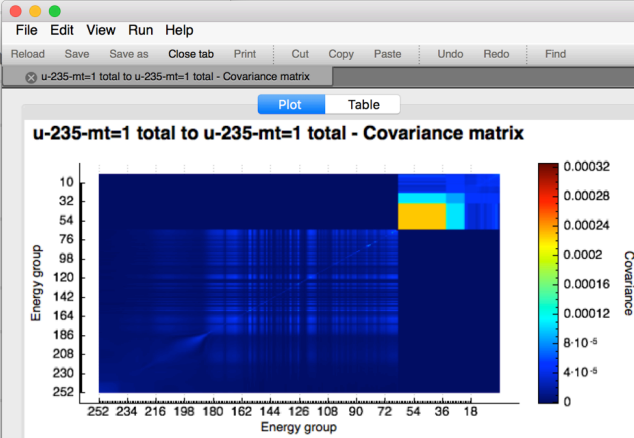 File Edit View Run Help
Reload Save Save as Close tab Print Cut Copy Paste Undo Redo Find
u-235-mt=1 total to u-235-mt=1 total - Covariance matrix
Plot Table
u-235-mt=1 total to u-235-mt=1 total - Covariance matrix
10
32
54
76
98
120
142
164
186
208
230
252
Energy group
252 234 216 198 180 162 144 126 108 90 72 54 36 18
Energy group
0.00032
0.00028
0.00024
0.0002
0.00016
0.00012
8·10⁻⁵
4·10⁻⁵
0
Covariance